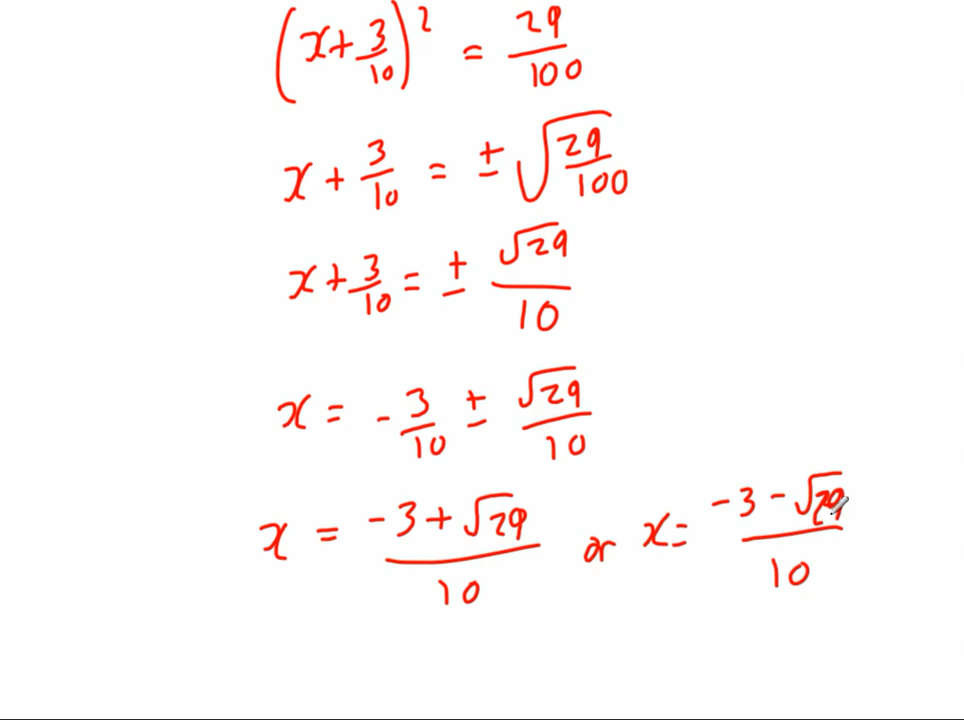 (x + 3/10)² = 29/100
x + 3/10 = ± √(29/100)
x + 3/10 = ± √29/10
x = - 3/10 ± √29/10
x = (-3 + √29)/10 or x = (-3 - √29)/10